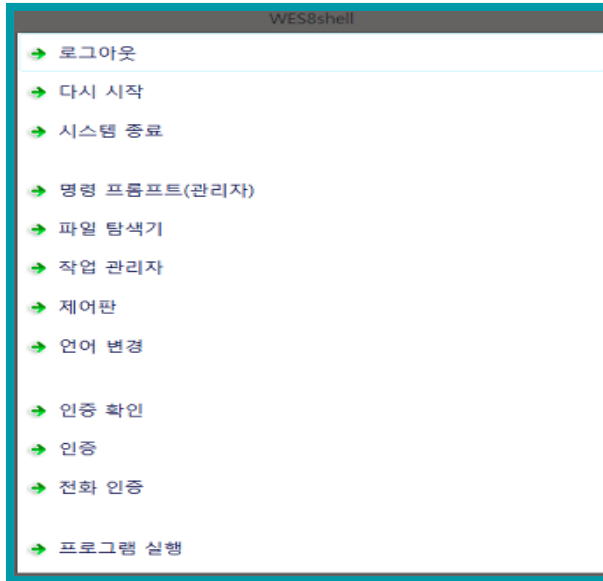 WES8shell
로그아웃
다시 시작
시스템 종료
명령 프롬프트(관리자)
파일 탐색기
작업 관리자
제어판
언어 변경
인증 확인
인증
전화 인증
프로그램 실행